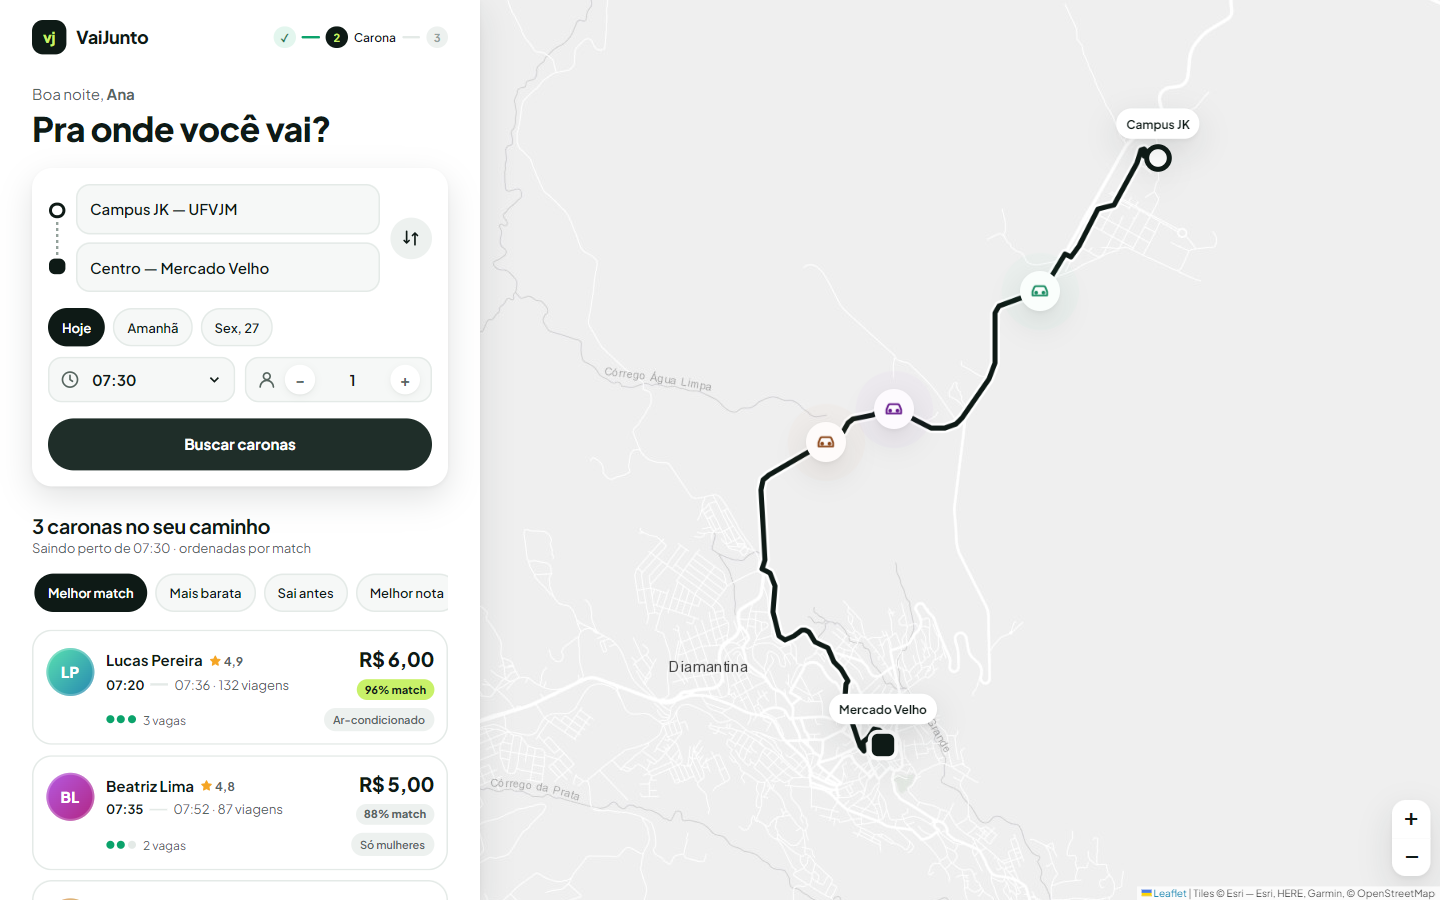 vj VaiJunto
✓ 2 Carona 3
Boa noite, Ana
Pra onde você vai?
Campus JK — UFVJM
Centro — Mercado Velho
Hoje Amanhã Sex, 27
07:30 − 1 +
Buscar caronas
3 caronas no seu caminho
Saindo perto de 07:30 · ordenadas por match
Melhor match Mais barata Sai antes Melhor nota
LP Lucas Pereira ★ 4,9 R$ 6,00
07:20 — 07:36 · 132 viagens 96% match
3 vagas Ar-condicionado
BL Beatriz Lima ★ 4,8 R$ 5,00
07:35 — 07:52 · 87 viagens 88% match
2 vagas Só mulheres
Campus JK
Córrego Água Limpa
Diamantina
Mercado Velho
Grande
Córrego da Prata
+
−
Leaflet | Tiles © Esri — Esri, HERE, Garmin, © OpenStreetMap